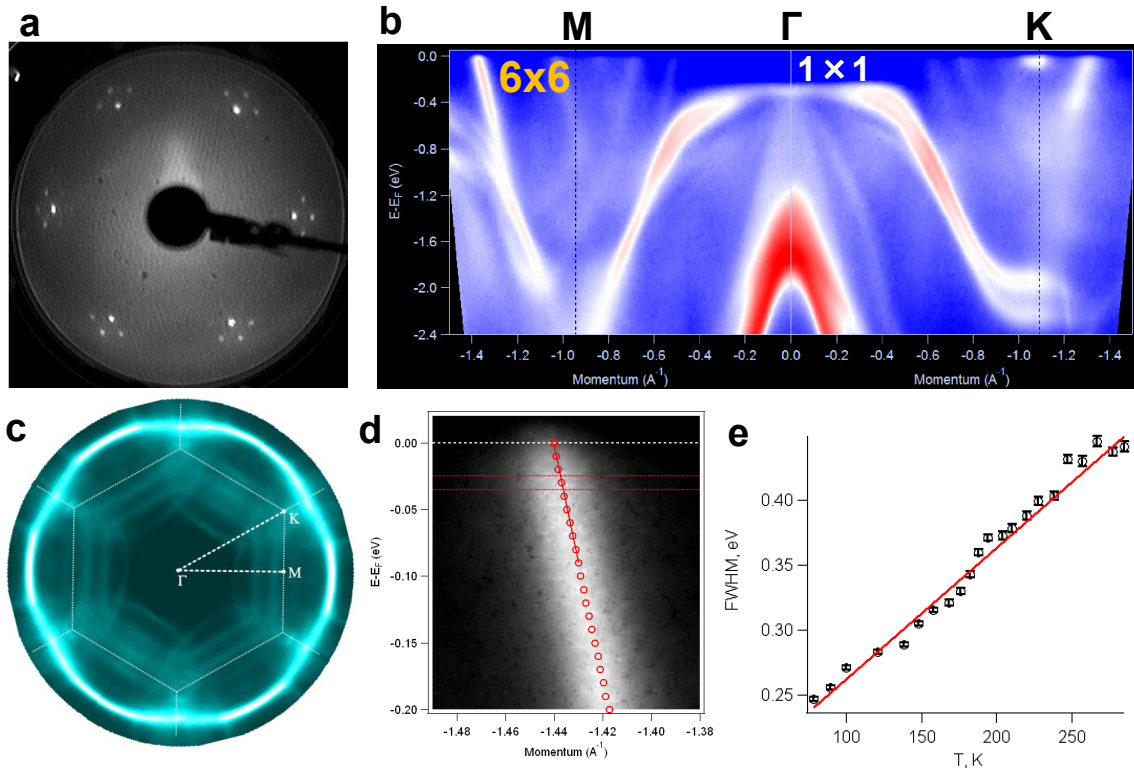 a
b
M
Γ
K
6x6
1×1
0.0
-0.4
-0.8
-1.2
-1.6
-2.0
-2.4
E-E_F (eV)
-1.4 -1.2 -1.0 -0.8 -0.6 -0.4 -0.2 0.0 -0.2 -0.4 -0.6 -0.8 -1.0 -1.2 -1.4
Momentum (A⁻¹) Momentum (A⁻¹)
c
K
M
Γ
d
0.00
-0.05
-0.10
-0.15
-0.20
E-E_F (eV)
-1.48 -1.46 -1.44 -1.42 -1.40 -1.38
Momentum (A⁻¹)
e
0.40
0.35
0.30
0.25
FWHM, eV
100 150 200 250
T, K